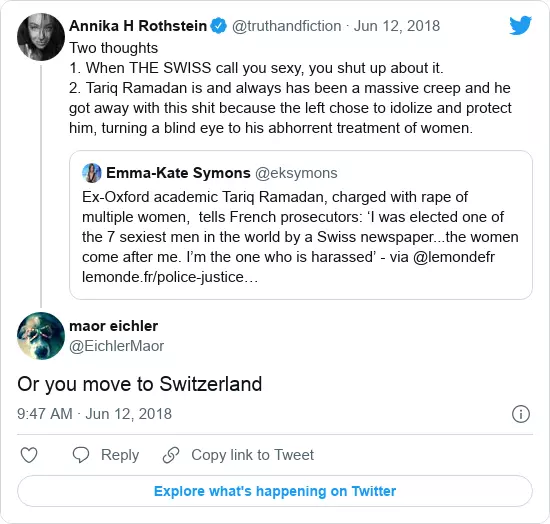 Annika H Rothstein @truthandfiction · Jun 12, 2018
Two thoughts
1. When THE SWISS call you sexy, you shut up about it.
2. Tariq Ramadan is and always has been a massive creep and he
got away with this shit because the left chose to idolize and protect
him, turning a blind eye to his abhorrent treatment of women.
Emma-Kate Symons @eksymons
Ex-Oxford academic Tariq Ramadan, charged with rape of
multiple women,  tells French prosecutors: ‘I was elected one of
the 7 sexiest men in the world by a Swiss newspaper...the women
come after me. I’m the one who is harassed’ - via @lemondefr
lemonde.fr/police-justice…
maor eichler
@EichlerMaor
Or you move to Switzerland
9:47 AM · Jun 12, 2018
Reply
Copy link to Tweet
Explore what's happening on Twitter